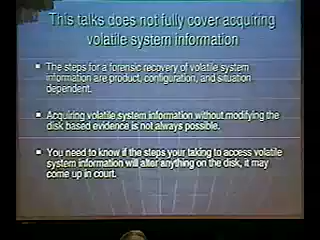 This talks does not fully cover acquiring
volatile system information
The steps for a forensic recovery of volatile system
information are product, configuration, and situation
dependent.
Acquiring volatile system information without modifying the
disk based evidence is not always possible.
You need to know if the steps your taking to access volatile
system information will alter anything on the disk, it may
come up in court.